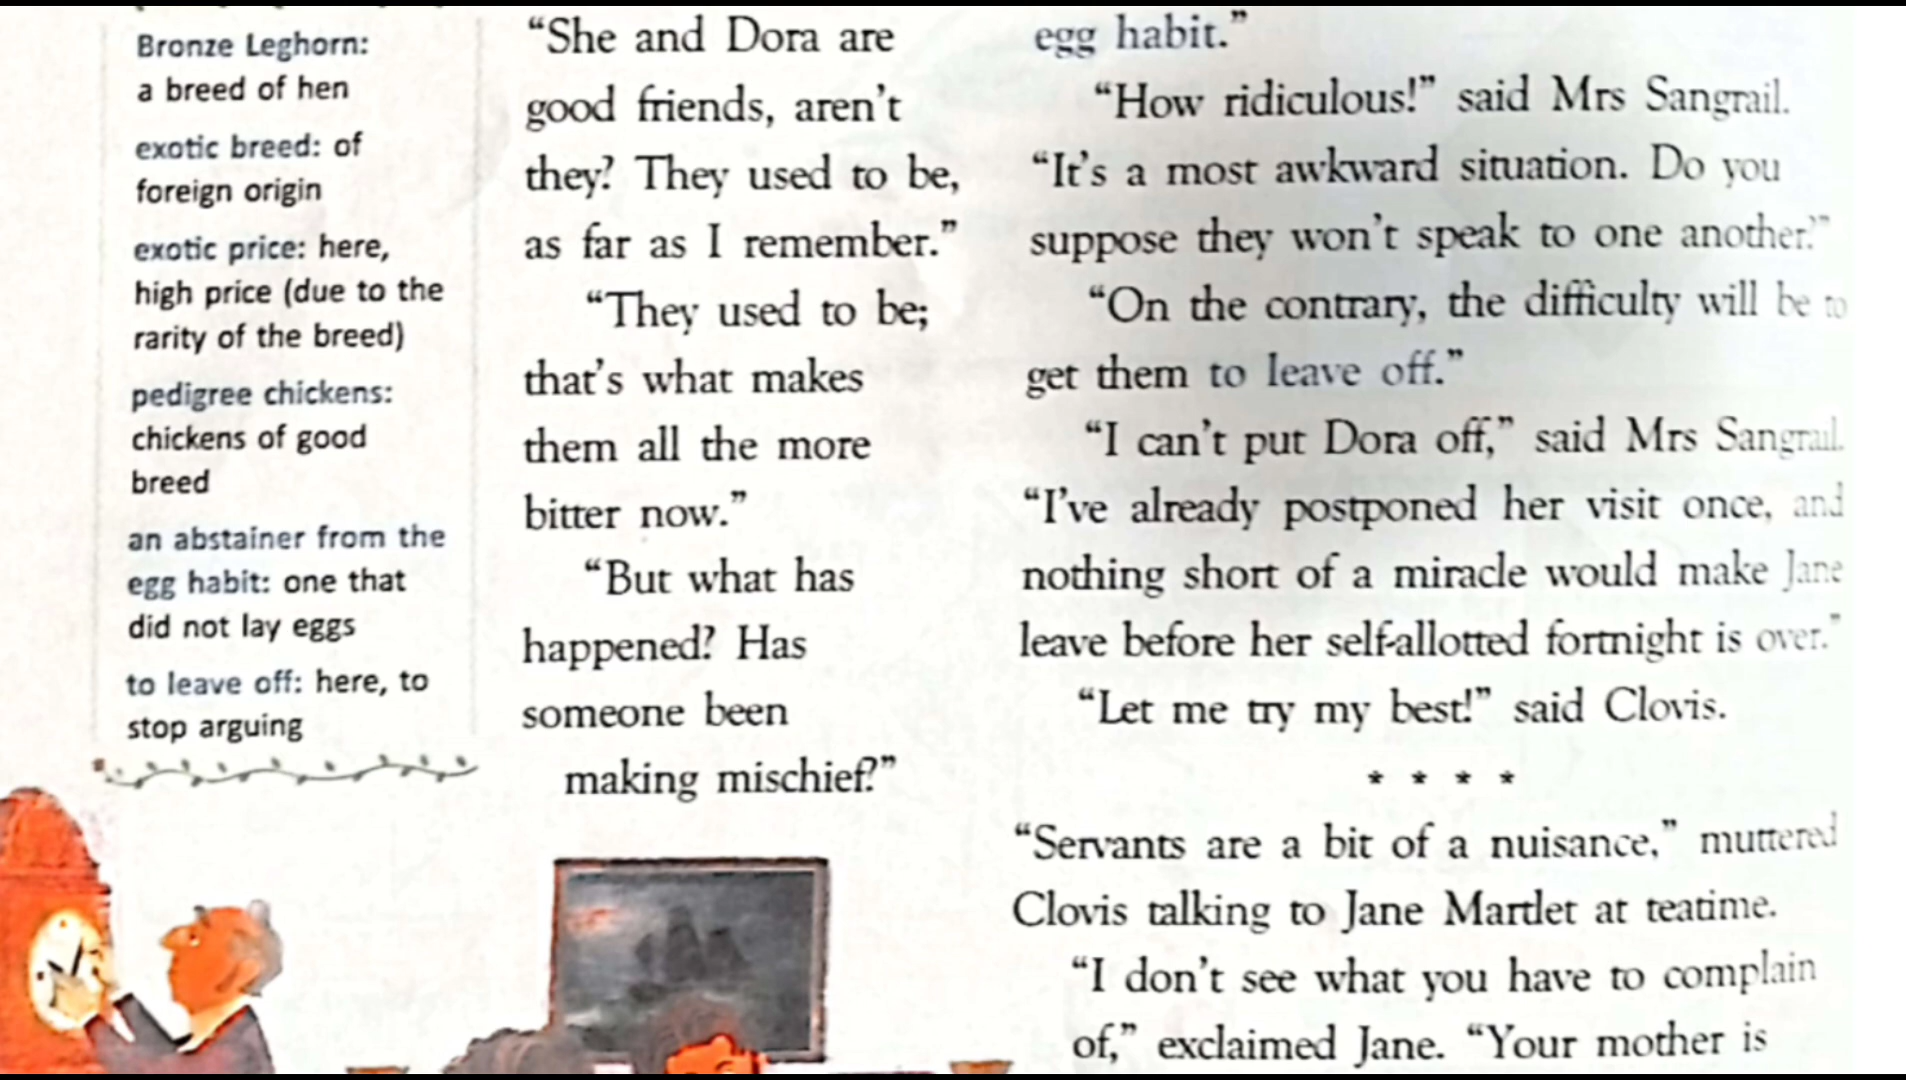 Bronze Leghorn:
a breed of hen
exotic breed: of
foreign origin
exotic price: here,
high price (due to the
rarity of the breed)
pedigree chickens:
chickens of good
breed
an abstainer from the
egg habit: one that
did not lay eggs
to leave off: here, to
stop arguing
“She and Dora are
good friends, aren’t
they? They used to be,
as far as I remember.”
“They used to be;
that’s what makes
them all the more
bitter now.”
“But what has
happened? Has
someone been
making mischief?”
egg habit.”
“How ridiculous!” said Mrs Sangrail.
“It’s a most awkward situation. Do you
suppose they won’t speak to one another?”
“On the contrary, the difficulty will be to
get them to leave off.”
“I can’t put Dora off,” said Mrs Sangrail.
“I’ve already postponed her visit once, and
nothing short of a miracle would make Jane
leave before her self-allotted fortnight is over.”
“Let me try my best!” said Clovis.
* * * *
“Servants are a bit of a nuisance,” muttered
Clovis talking to Jane Martlet at teatime.
“I don’t see what you have to complain
of,” exclaimed Jane. “Your mother is